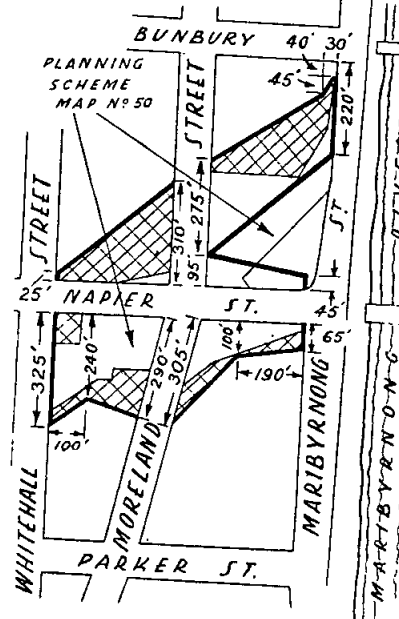 BUNBURY
40' 30'
45'
PLANNING
SCHEME
MAP Nº 50
STREET
220'
275'
310'
95'
STREET
ST.
25'
NAPIER ST.
45'
65'
100'
325'
240'
290'
305'
190'
100'
WHITEHALL
MORELAND
MARIBYRNONG
MARIBYRNONG
PARKER ST.